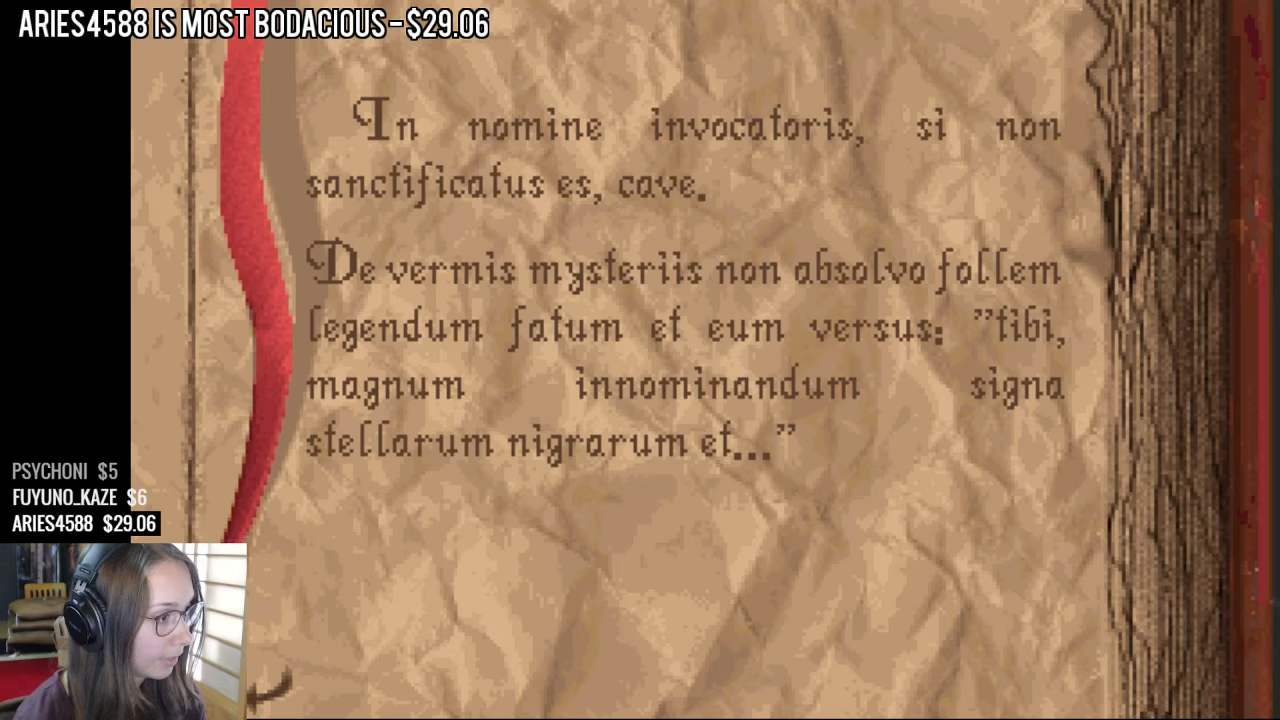 ARIES4588 IS MOST BODACIOUS - $29.06
In nomine invocatoris, si non
sanctificatus es, cave.
De vermis mysteriis non absolvo follem
legendum fatum et eum versus: "tibi,
magnum innominandum signa
stellarum nigrarum et..."
PSYCHONI $5
FUYUNO_KAZE $6
ARIES4588 $29.06